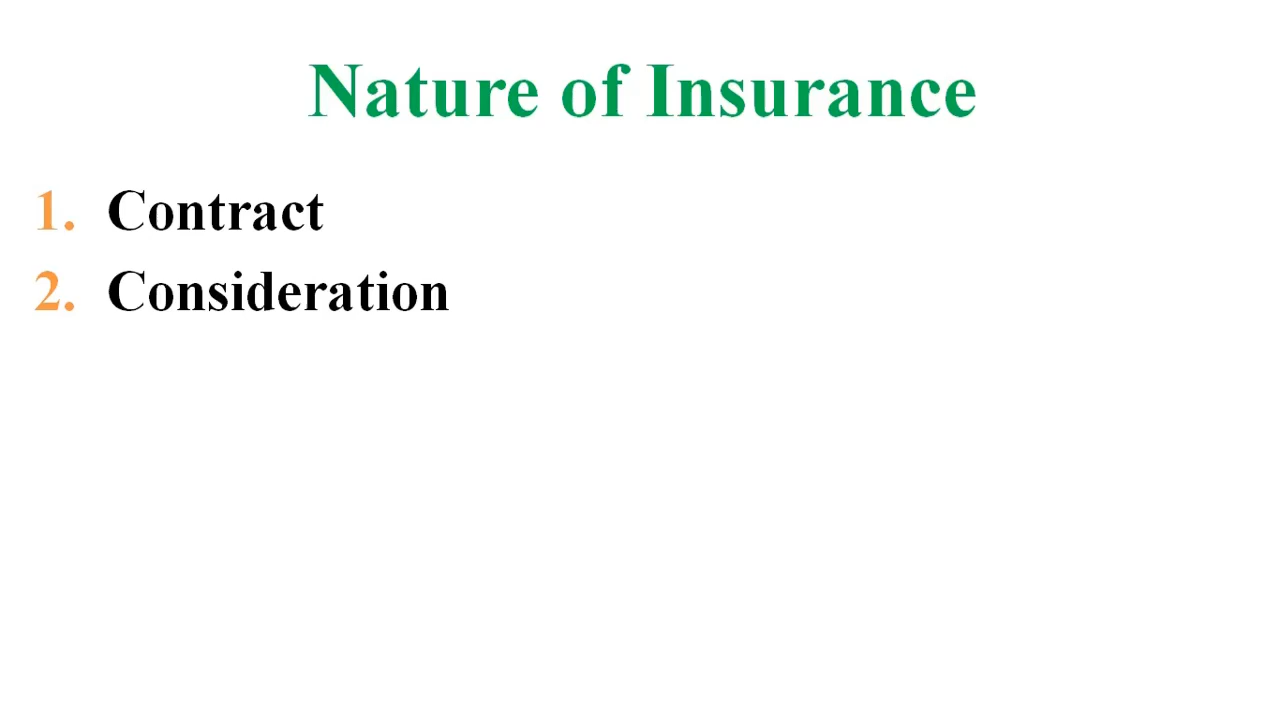 Nature of Insurance
1. Contract
2. Consideration